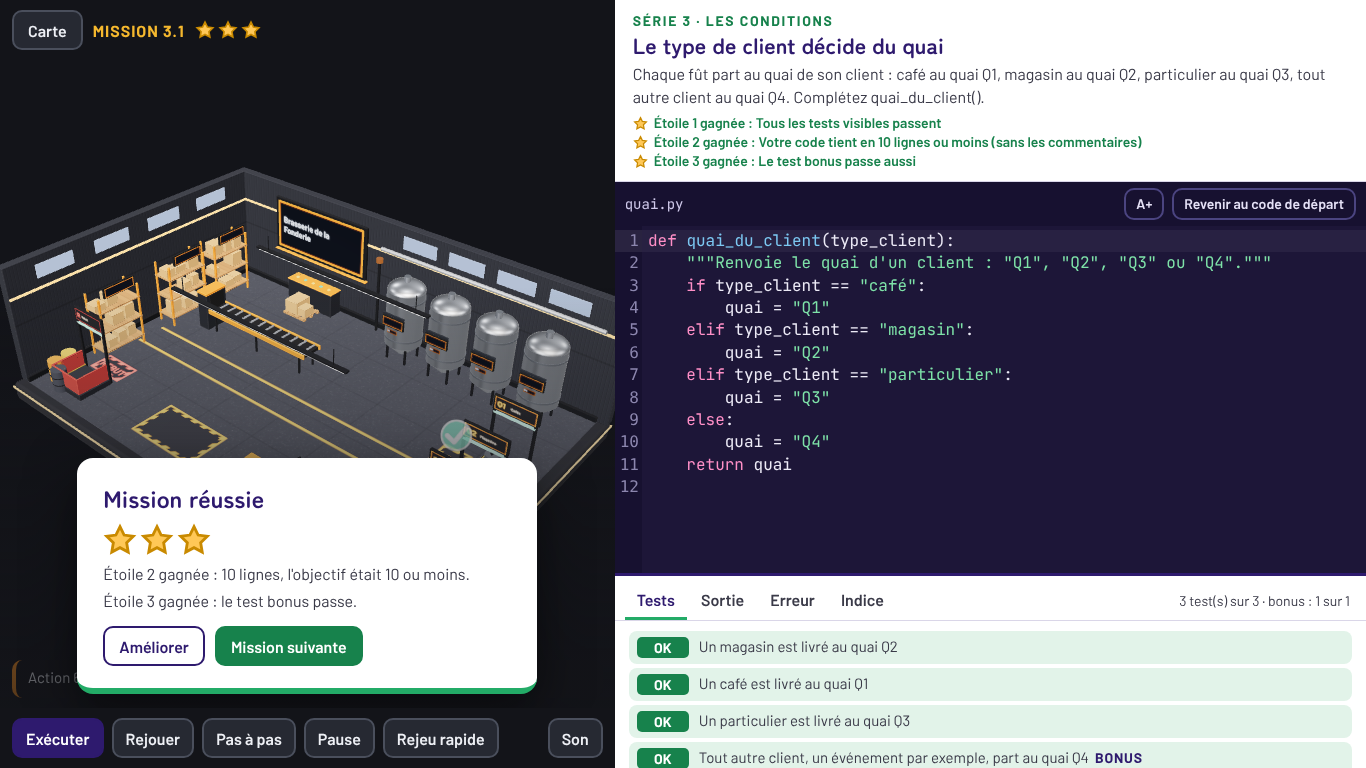 Carte
MISSION 3.1
Brasserie de la
Fonderie
Mission réussie
Étoile 2 gagnée : 10 lignes, l'objectif était 10 ou moins.
Étoile 3 gagnée : le test bonus passe.
Améliorer
Mission suivante
Action
Exécuter
Rejouer
Pas à pas
Pause
Rejeu rapide
Son
SÉRIE 3 · LES CONDITIONS
Le type de client décide du quai
Chaque fût part au quai de son client : café au quai Q1, magasin au quai Q2, particulier au quai Q3, tout
autre client au quai Q4. Complétez quai_du_client().
Étoile 1 gagnée : Tous les tests visibles passent
Étoile 2 gagnée : Votre code tient en 10 lignes ou moins (sans les commentaires)
Étoile 3 gagnée : Le test bonus passe aussi
quai.py
A+
Revenir au code de départ
1 def quai_du_client(type_client):
2     """Renvoie le quai d'un client : "Q1", "Q2", "Q3" ou "Q4"."""
3     if type_client == "café":
4         quai = "Q1"
5     elif type_client == "magasin":
6         quai = "Q2"
7     elif type_client == "particulier":
8         quai = "Q3"
9     else:
10         quai = "Q4"
11     return quai
12
Tests
Sortie
Erreur
Indice
3 test(s) sur 3 · bonus : 1 sur 1
OK Un magasin est livré au quai Q2
OK Un café est livré au quai Q1
OK Un particulier est livré au quai Q3
OK Tout autre client, un événement par exemple, part au quai Q4 BONUS